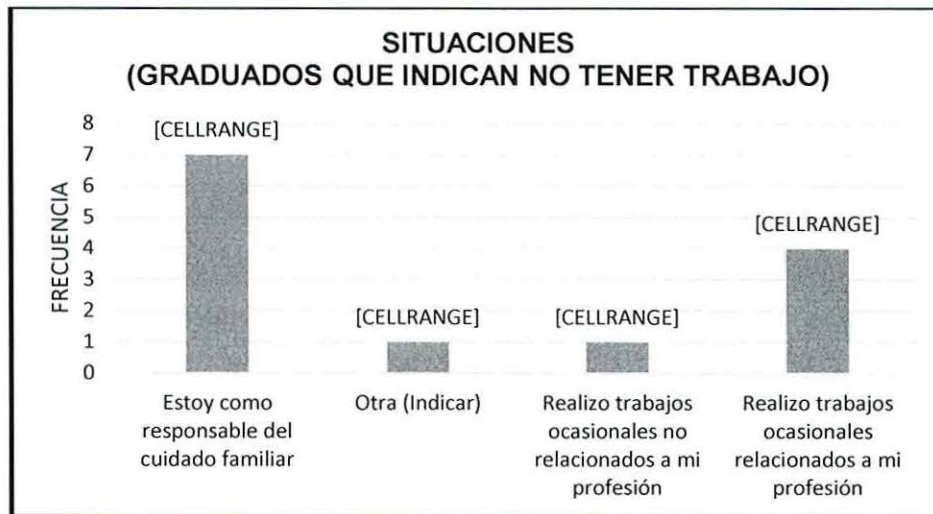 SITUACIONES
(GRADUADOS QUE INDICAN NO TENER TRABAJO)
8
7
6
5
4
3
2
1
0
FRECUENCIA
[CELLRANGE]
[CELLRANGE]
[CELLRANGE]
[CELLRANGE]
Estoy como
responsable del
cuidado familiar
Otra (Indicar)
Realizo trabajos
ocasionales no
relacionados a mi
profesión
Realizo trabajos
ocasionales
relacionados a mi
profesión